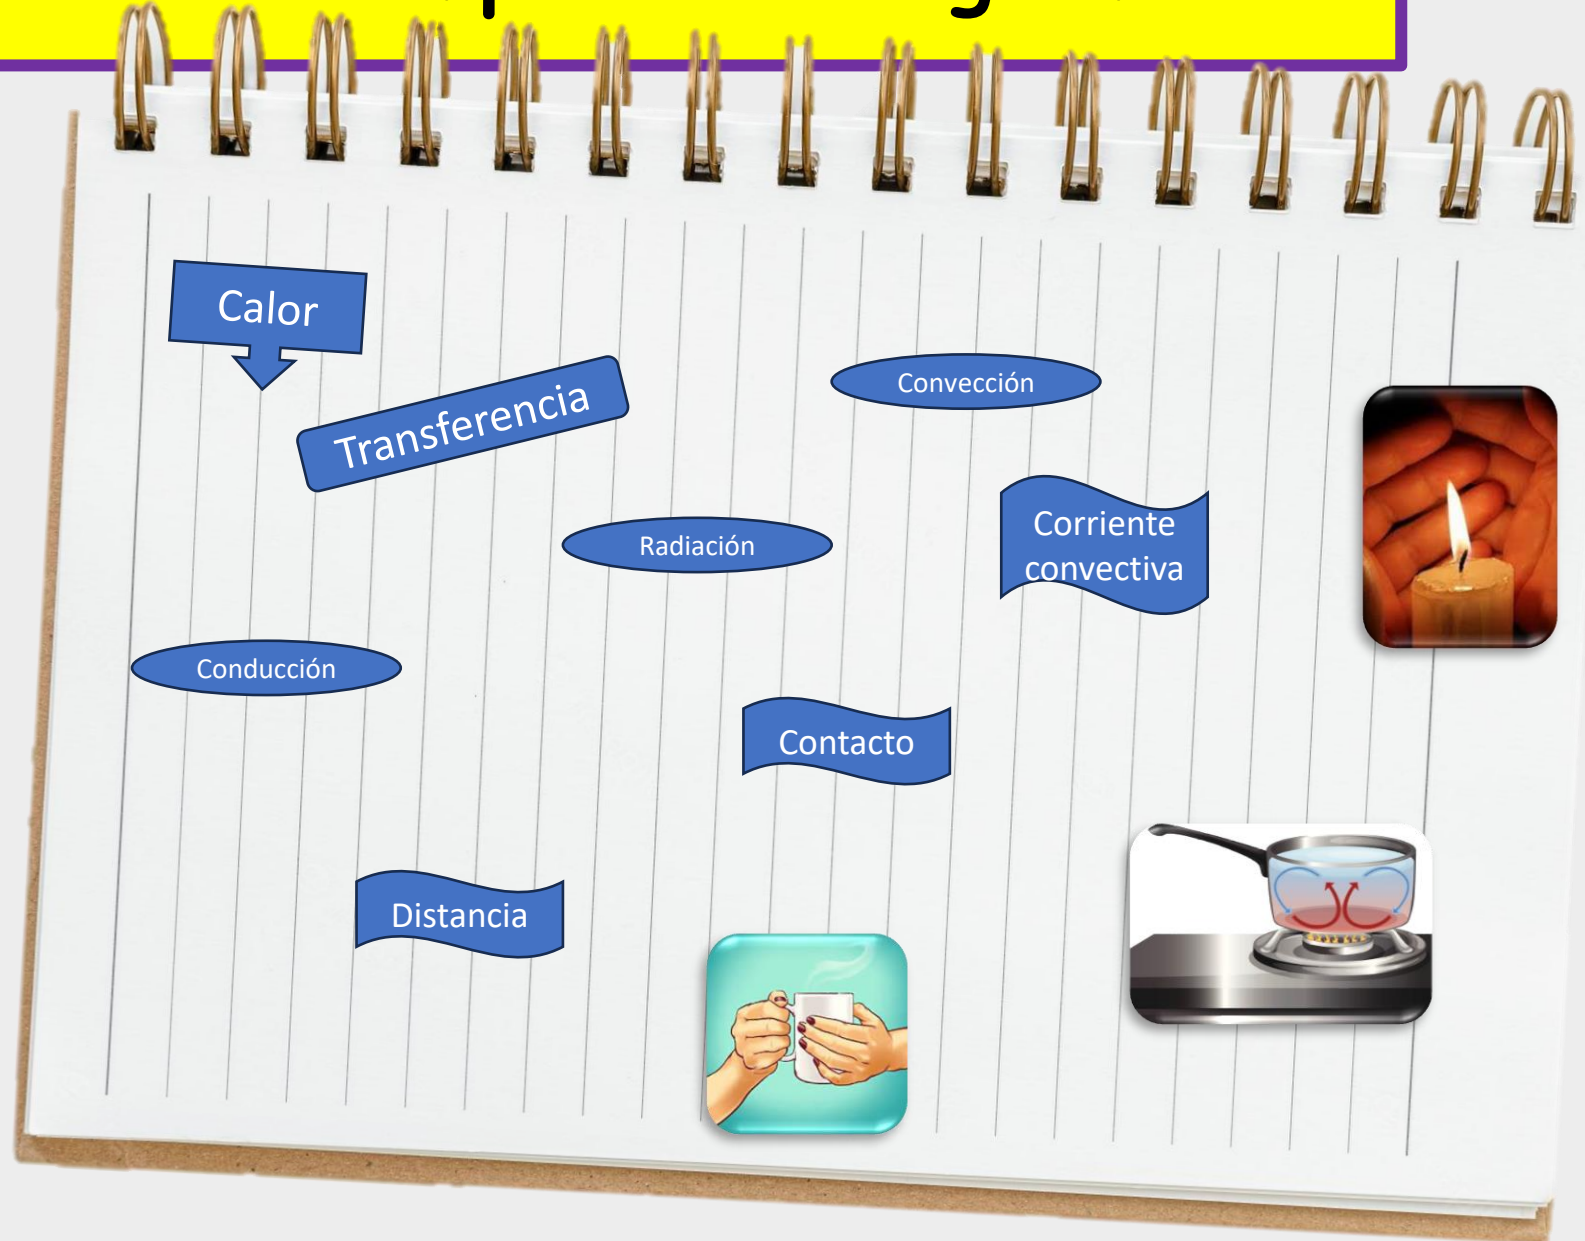 Calor
Transferencia
Convección
Corriente
convectiva
Radiación
Conducción
Contacto
Distancia